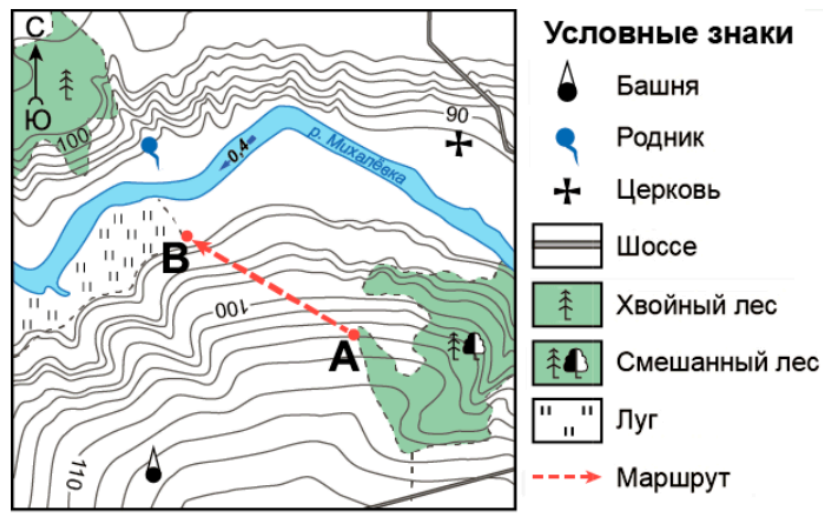 С
Ю
100
0,4
р. Михалёвка
90
В
100
А
110
Условные знаки
Башня
Родник
Церковь
Шоссе
Хвойный лес
Смешанный лес
Луг
Маршрут